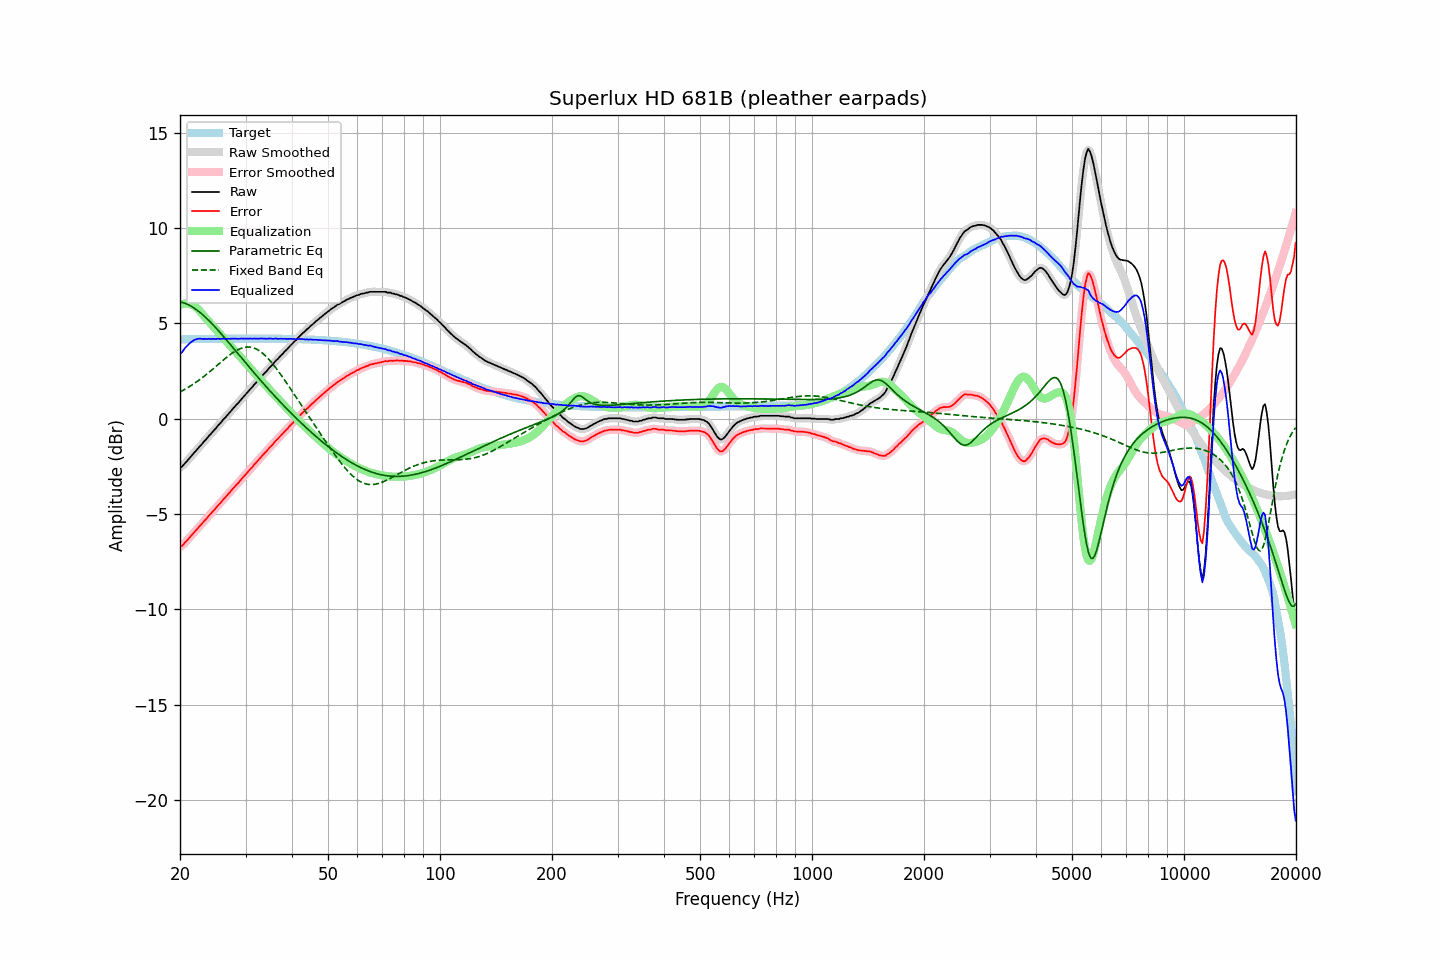 Superlux HD 681B (pleather earpads)
15
10
5
0
−5
−10
−15
−20
Amplitude (dBr)
Target
Raw Smoothed
Error Smoothed
Raw
Error
Equalization
Parametric Eq
Fixed Band Eq
Equalized
20 50 100 200 500 1000 2000 5000 10000 20000
Frequency (Hz)